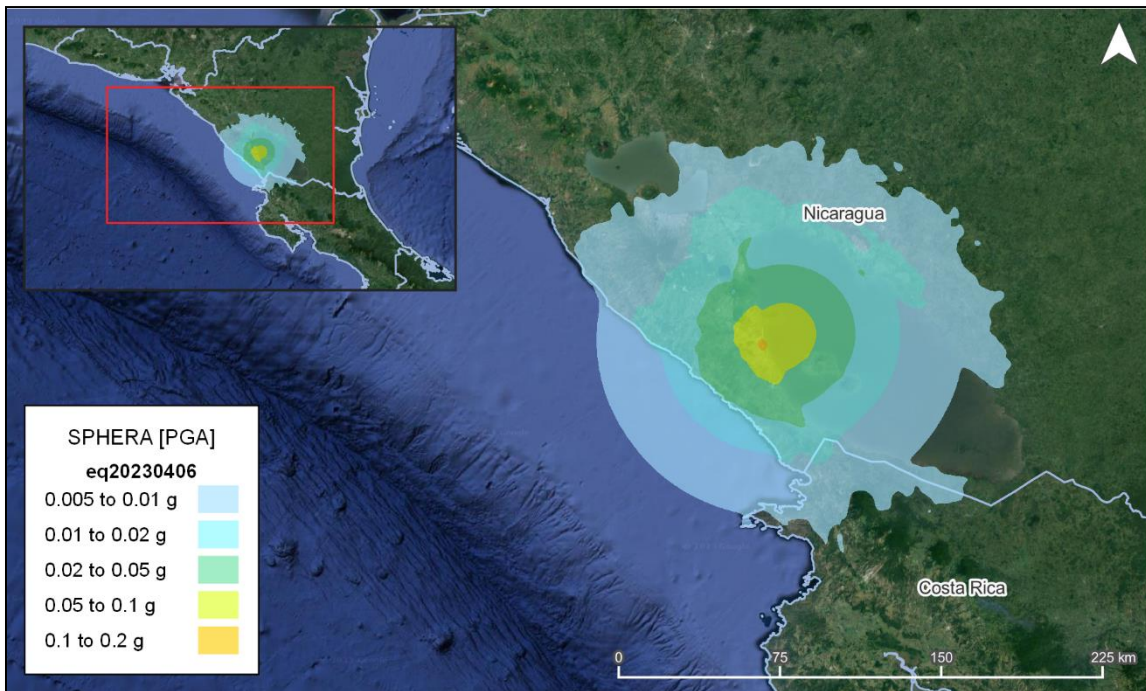 Nicaragua
SPHERA [PGA]
eq20230406
0.005 to 0.01 g
0.01 to 0.02 g
0.02 to 0.05 g
0.05 to 0.1 g
0.1 to 0.2 g
Costa Rica
0 75 150 225 km